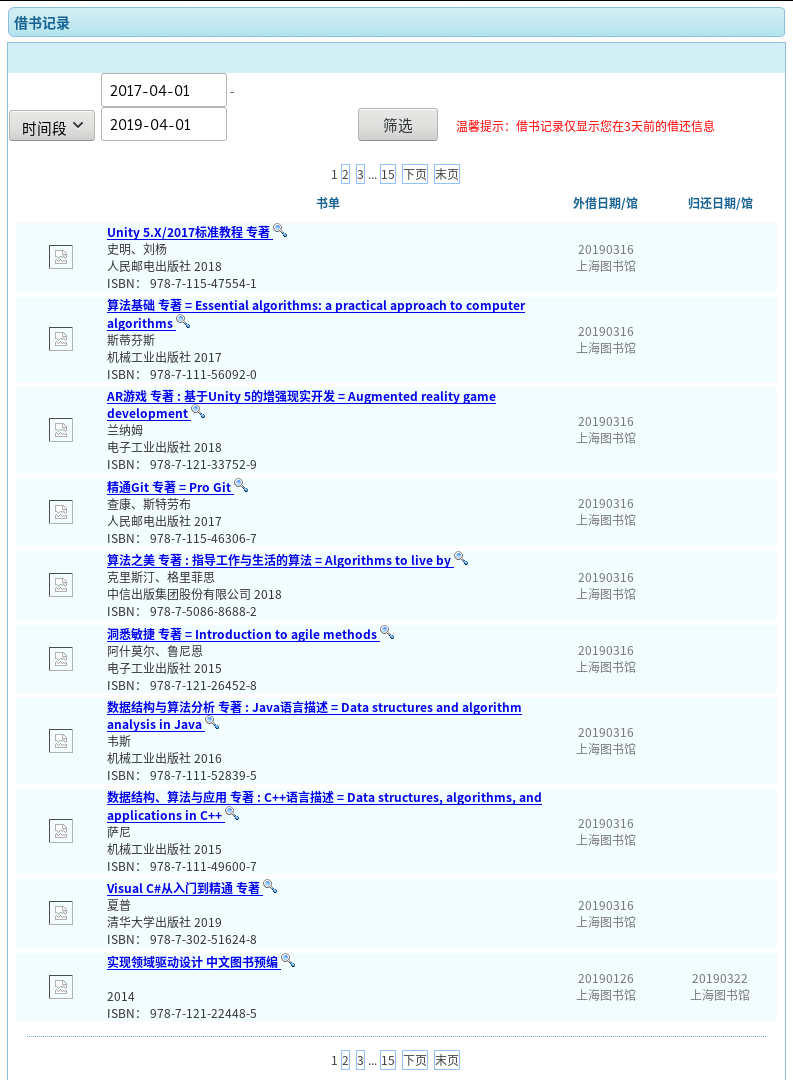 借书记录
2017-04-01 -
时间段 2019-04-01 筛选 温馨提示：借书记录仅显示您在3天前的借还信息
1 2 3 ... 15 下页 末页
书单 外借日期/馆 归还日期/馆
Unity 5.X/2017标准教程 专著
史明、刘杨
人民邮电出版社 2018
ISBN： 978-7-115-47554-1
20190316
上海图书馆
算法基础 专著 = Essential algorithms: a practical approach to computer
algorithms
斯蒂芬斯
机械工业出版社 2017
ISBN： 978-7-111-56092-0
20190316
上海图书馆
AR游戏 专著 : 基于Unity 5的增强现实开发 = Augmented reality game
development
兰纳姆
电子工业出版社 2018
ISBN： 978-7-121-33752-9
20190316
上海图书馆
精通Git 专著 = Pro Git
查康、斯特劳布
人民邮电出版社 2017
ISBN： 978-7-115-46306-7
20190316
上海图书馆
算法之美 专著 : 指导工作与生活的算法 = Algorithms to live by
克里斯汀、格里菲思
中信出版集团股份有限公司 2018
ISBN： 978-7-5086-8688-2
20190316
上海图书馆
洞悉敏捷 专著 = Introduction to agile methods
阿什莫尔、鲁尼恩
电子工业出版社 2015
ISBN： 978-7-121-26452-8
20190316
上海图书馆
数据结构与算法分析 专著 : Java语言描述 = Data structures and algorithm
analysis in Java
韦斯
机械工业出版社 2016
ISBN： 978-7-111-52839-5
20190316
上海图书馆
数据结构、算法与应用 专著 : C++语言描述 = Data structures, algorithms, and
applications in C++
萨尼
机械工业出版社 2015
ISBN： 978-7-111-49600-7
20190316
上海图书馆
Visual C#从入门到精通 专著
夏普
清华大学出版社 2019
ISBN： 978-7-302-51624-8
20190316
上海图书馆
实现领域驱动设计 中文图书预编
2014
ISBN： 978-7-121-22448-5
20190126
上海图书馆
20190322
上海图书馆
1 2 3 ... 15 下页 末页